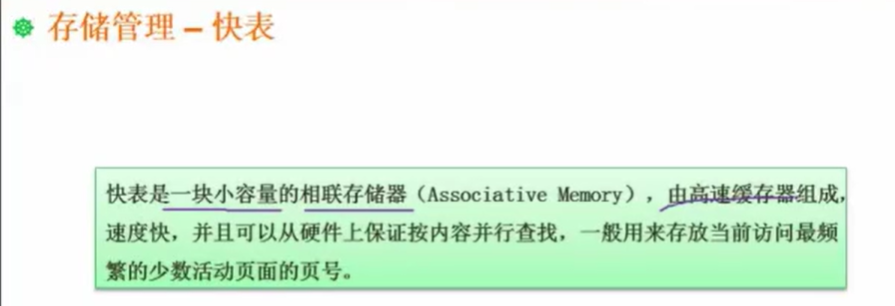 存储管理 – 快表
快表是一块小容量的相联存储器（Associative Memory），由高速缓存器组成，
速度快，并且可以从硬件上保证按内容并行查找，一般用来存放当前访问最频
繁的少数活动页面的页号。